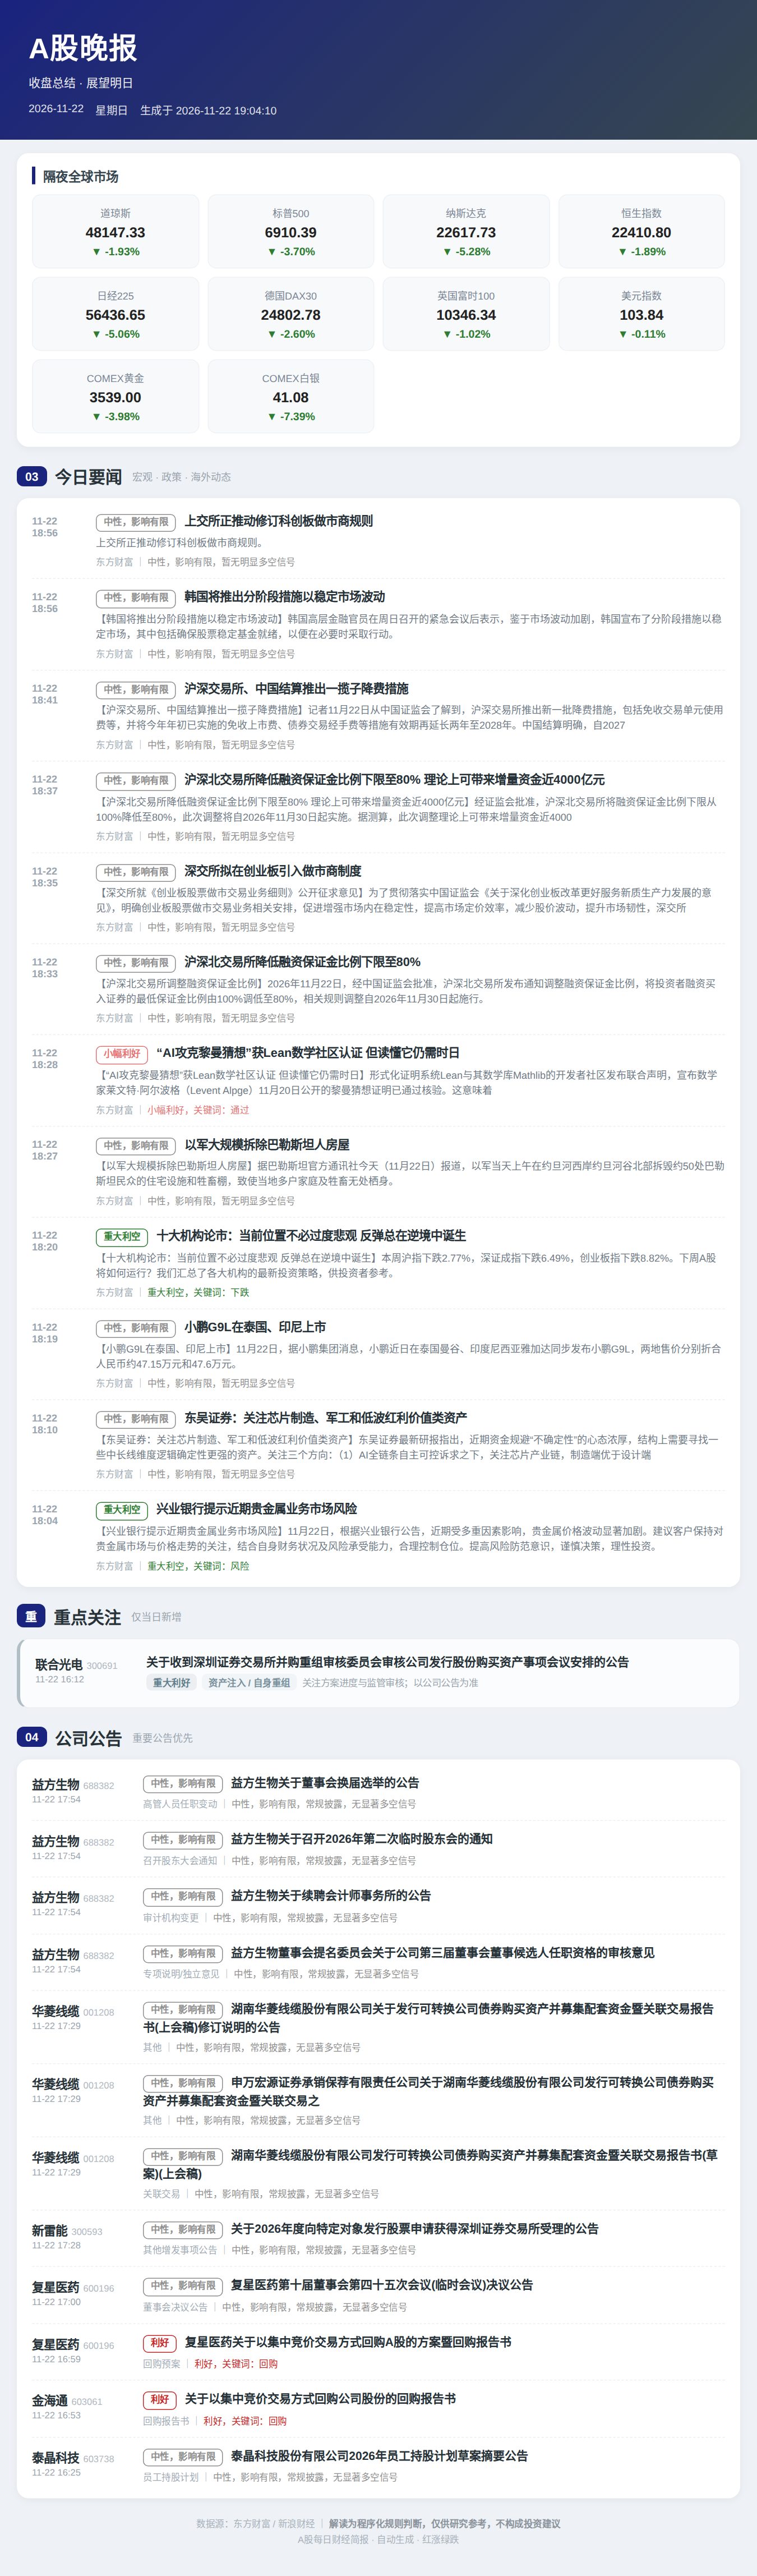 A股晚报
收盘总结 · 展望明日
2026-11-22 星期日 生成于 2026-11-22 19:04:10
隔夜全球市场
道琼斯
48147.33
▼ -1.93%
标普500
6910.39
▼ -3.70%
纳斯达克
22617.73
▼ -5.28%
恒生指数
22410.80
▼ -1.89%
日经225
56436.65
▼ -5.06%
德国DAX30
24802.78
▼ -2.60%
英国富时100
10346.34
▼ -1.02%
美元指数
103.84
▼ -0.11%
COMEX黄金
3539.00
▼ -3.98%
COMEX白银
41.08
▼ -7.39%
03 今日要闻 宏观 · 政策 · 海外动态
11-22
18:56
中性，影响有限 上交所正推动修订科创板做市商规则
上交所正推动修订科创板做市商规则。
东方财富 | 中性，影响有限，暂无明显多空信号
11-22
18:56
中性，影响有限 韩国将推出分阶段措施以稳定市场波动
【韩国将推出分阶段措施以稳定市场波动】韩国高层金融官员在周日召开的紧急会议后表示，鉴于市场波动加剧，韩国宣布了分阶段措施以稳
定市场，其中包括确保股票稳定基金就绪，以便在必要时采取行动。
东方财富 | 中性，影响有限，暂无明显多空信号
11-22
18:41
中性，影响有限 沪深交易所、中国结算推出一揽子降费措施
【沪深交易所、中国结算推出一揽子降费措施】记者11月22日从中国证监会了解到，沪深交易所推出新一批降费措施，包括免收交易单元使用
费等，并将今年年初已实施的免收上市费、债券交易经手费等措施有效期再延长两年至2028年。中国结算明确，自2027
东方财富 | 中性，影响有限，暂无明显多空信号
11-22
18:37
中性，影响有限 沪深北交易所降低融资保证金比例下限至80% 理论上可带来增量资金近4000亿元
【沪深北交易所降低融资保证金比例下限至80% 理论上可带来增量资金近4000亿元】经证监会批准，沪深北交易所将融资保证金比例下限从
100%降低至80%，此次调整将自2026年11月30日起实施。据测算，此次调整理论上可带来增量资金近4000
东方财富 | 中性，影响有限，暂无明显多空信号
11-22
18:35
中性，影响有限 深交所拟在创业板引入做市商制度
【深交所就《创业板股票做市交易业务细则》公开征求意见】为了贯彻落实中国证监会《关于深化创业板改革更好服务新质生产力发展的意
见》，明确创业板股票做市交易业务相关安排，促进增强市场内在稳定性，提高市场定价效率，减少股价波动，提升市场韧性，深交所
东方财富 | 中性，影响有限，暂无明显多空信号
11-22
18:33
中性，影响有限 沪深北交易所降低融资保证金比例下限至80%
【沪深北交易所调整融资保证金比例】2026年11月22日，经中国证监会批准，沪深北交易所发布通知调整融资保证金比例，将投资者融资买
入证券的最低保证金比例由100%调低至80%，相关规则调整自2026年11月30日起施行。
东方财富 | 中性，影响有限，暂无明显多空信号
11-22
18:28
小幅利好 “AI攻克黎曼猜想”获Lean数学社区认证 但读懂它仍需时日
【“AI攻克黎曼猜想”获Lean数学社区认证 但读懂它仍需时日】形式化证明系统Lean与其数学库Mathlib的开发者社区发布联合声明，宣布数学
家莱文特·阿尔波格（Levent Alpge）11月20日公开的黎曼猜想证明已通过核验。这意味着
东方财富 | 小幅利好，关键词：通过
11-22
18:27
中性，影响有限 以军大规模拆除巴勒斯坦人房屋
【以军大规模拆除巴勒斯坦人房屋】据巴勒斯坦官方通讯社今天（11月22日）报道，以军当天上午在约旦河西岸约旦河谷北部拆毁约50处巴勒
斯坦民众的住宅设施和牲畜棚，致使当地多户家庭及牲畜无处栖身。
东方财富 | 中性，影响有限，暂无明显多空信号
11-22
18:20
重大利空 十大机构论市：当前位置不必过度悲观 反弹总在逆境中诞生
【十大机构论市：当前位置不必过度悲观 反弹总在逆境中诞生】本周沪指下跌2.77%，深证成指下跌6.49%，创业板指下跌8.82%。下周A股
将如何运行？我们汇总了各大机构的最新投资策略，供投资者参考。
东方财富 | 重大利空，关键词：下跌
11-22
18:19
中性，影响有限 小鹏G9L在泰国、印尼上市
【小鹏G9L在泰国、印尼上市】11月22日，据小鹏集团消息，小鹏近日在泰国曼谷、印度尼西亚雅加达同步发布小鹏G9L，两地售价分别折合
人民币约47.15万元和47.6万元。
东方财富 | 中性，影响有限，暂无明显多空信号
11-22
18:10
中性，影响有限 东吴证券：关注芯片制造、军工和低波红利价值类资产
【东吴证券：关注芯片制造、军工和低波红利价值类资产】东吴证券最新研报指出，近期资金规避“不确定性”的心态浓厚，结构上需要寻找一
些中长线维度逻辑确定性更强的资产。关注三个方向：（1）AI全链条自主可控诉求之下，关注芯片产业链，制造端优于设计端
东方财富 | 中性，影响有限，暂无明显多空信号
11-22
18:04
重大利空 兴业银行提示近期贵金属业务市场风险
【兴业银行提示近期贵金属业务市场风险】11月22日，根据兴业银行公告，近期受多重因素影响，贵金属价格波动显著加剧。建议客户保持对
贵金属市场与价格走势的关注，结合自身财务状况及风险承受能力，合理控制仓位。提高风险防范意识，谨慎决策，理性投资。
东方财富 | 重大利空，关键词：风险
重 重点关注 仅当日新增
联合光电 300691
11-22 16:12
关于收到深圳证券交易所并购重组审核委员会审核公司发行股份购买资产事项会议安排的公告
重大利好 资产注入 / 自身重组 关注方案进度与监管审核；以公司公告为准
04 公司公告 重要公告优先
益方生物 688382
11-22 17:54
中性，影响有限 益方生物关于董事会换届选举的公告
高管人员任职变动 | 中性，影响有限，常规披露，无显著多空信号
益方生物 688382
11-22 17:54
中性，影响有限 益方生物关于召开2026年第二次临时股东会的通知
召开股东大会通知 | 中性，影响有限，常规披露，无显著多空信号
益方生物 688382
11-22 17:54
中性，影响有限 益方生物关于续聘会计师事务所的公告
审计机构变更 | 中性，影响有限，常规披露，无显著多空信号
益方生物 688382
11-22 17:54
中性，影响有限 益方生物董事会提名委员会关于公司第三届董事会董事候选人任职资格的审核意见
专项说明/独立意见 | 中性，影响有限，常规披露，无显著多空信号
华菱线缆 001208
11-22 17:29
中性，影响有限 湖南华菱线缆股份有限公司关于发行可转换公司债券购买资产并募集配套资金暨关联交易报告
书(上会稿)修订说明的公告
其他 | 中性，影响有限，常规披露，无显著多空信号
华菱线缆 001208
11-22 17:29
中性，影响有限 申万宏源证券承销保荐有限责任公司关于湖南华菱线缆股份有限公司发行可转换公司债券购买
资产并募集配套资金暨关联交易之
其他 | 中性，影响有限，常规披露，无显著多空信号
华菱线缆 001208
11-22 17:29
中性，影响有限 湖南华菱线缆股份有限公司发行可转换公司债券购买资产并募集配套资金暨关联交易报告书(草
案)(上会稿)
关联交易 | 中性，影响有限，常规披露，无显著多空信号
新雷能 300593
11-22 17:28
中性，影响有限 关于2026年度向特定对象发行股票申请获得深圳证券交易所受理的公告
其他增发事项公告 | 中性，影响有限，常规披露，无显著多空信号
复星医药 600196
11-22 17:00
中性，影响有限 复星医药第十届董事会第四十五次会议(临时会议)决议公告
董事会决议公告 | 中性，影响有限，常规披露，无显著多空信号
复星医药 600196
11-22 16:59
利好 复星医药关于以集中竞价交易方式回购A股的方案暨回购报告书
回购预案 | 利好，关键词：回购
金海通 603061
11-22 16:53
利好 关于以集中竞价交易方式回购公司股份的回购报告书
回购报告书 | 利好，关键词：回购
泰晶科技 603738
11-22 16:25
中性，影响有限 泰晶科技股份有限公司2026年员工持股计划草案摘要公告
员工持股计划 | 中性，影响有限，常规披露，无显著多空信号
数据源：东方财富 / 新浪财经 | 解读为程序化规则判断，仅供研究参考，不构成投资建议
A股每日财经简报 · 自动生成 · 红涨绿跌